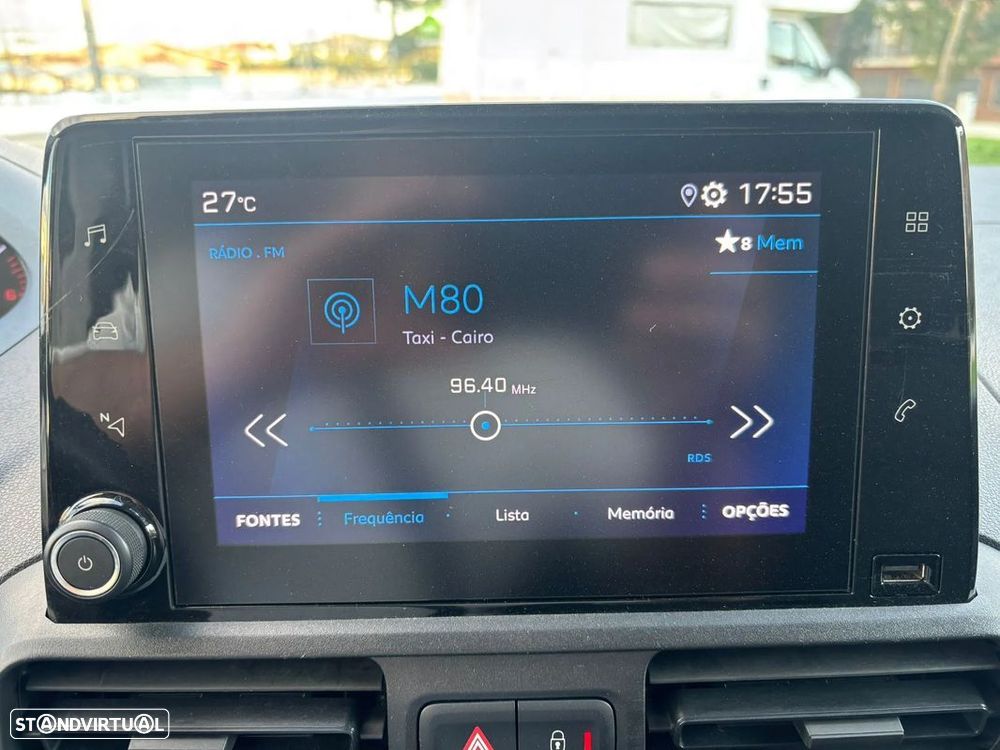 27°C
17:55
RÁDIO . FM
8 Mem
M80
Taxi - Cairo
96.40 MHz
RDS
FONTES
Frequência
Lista
Memória
OPÇÕES
N
6
STANDVIRTUAL